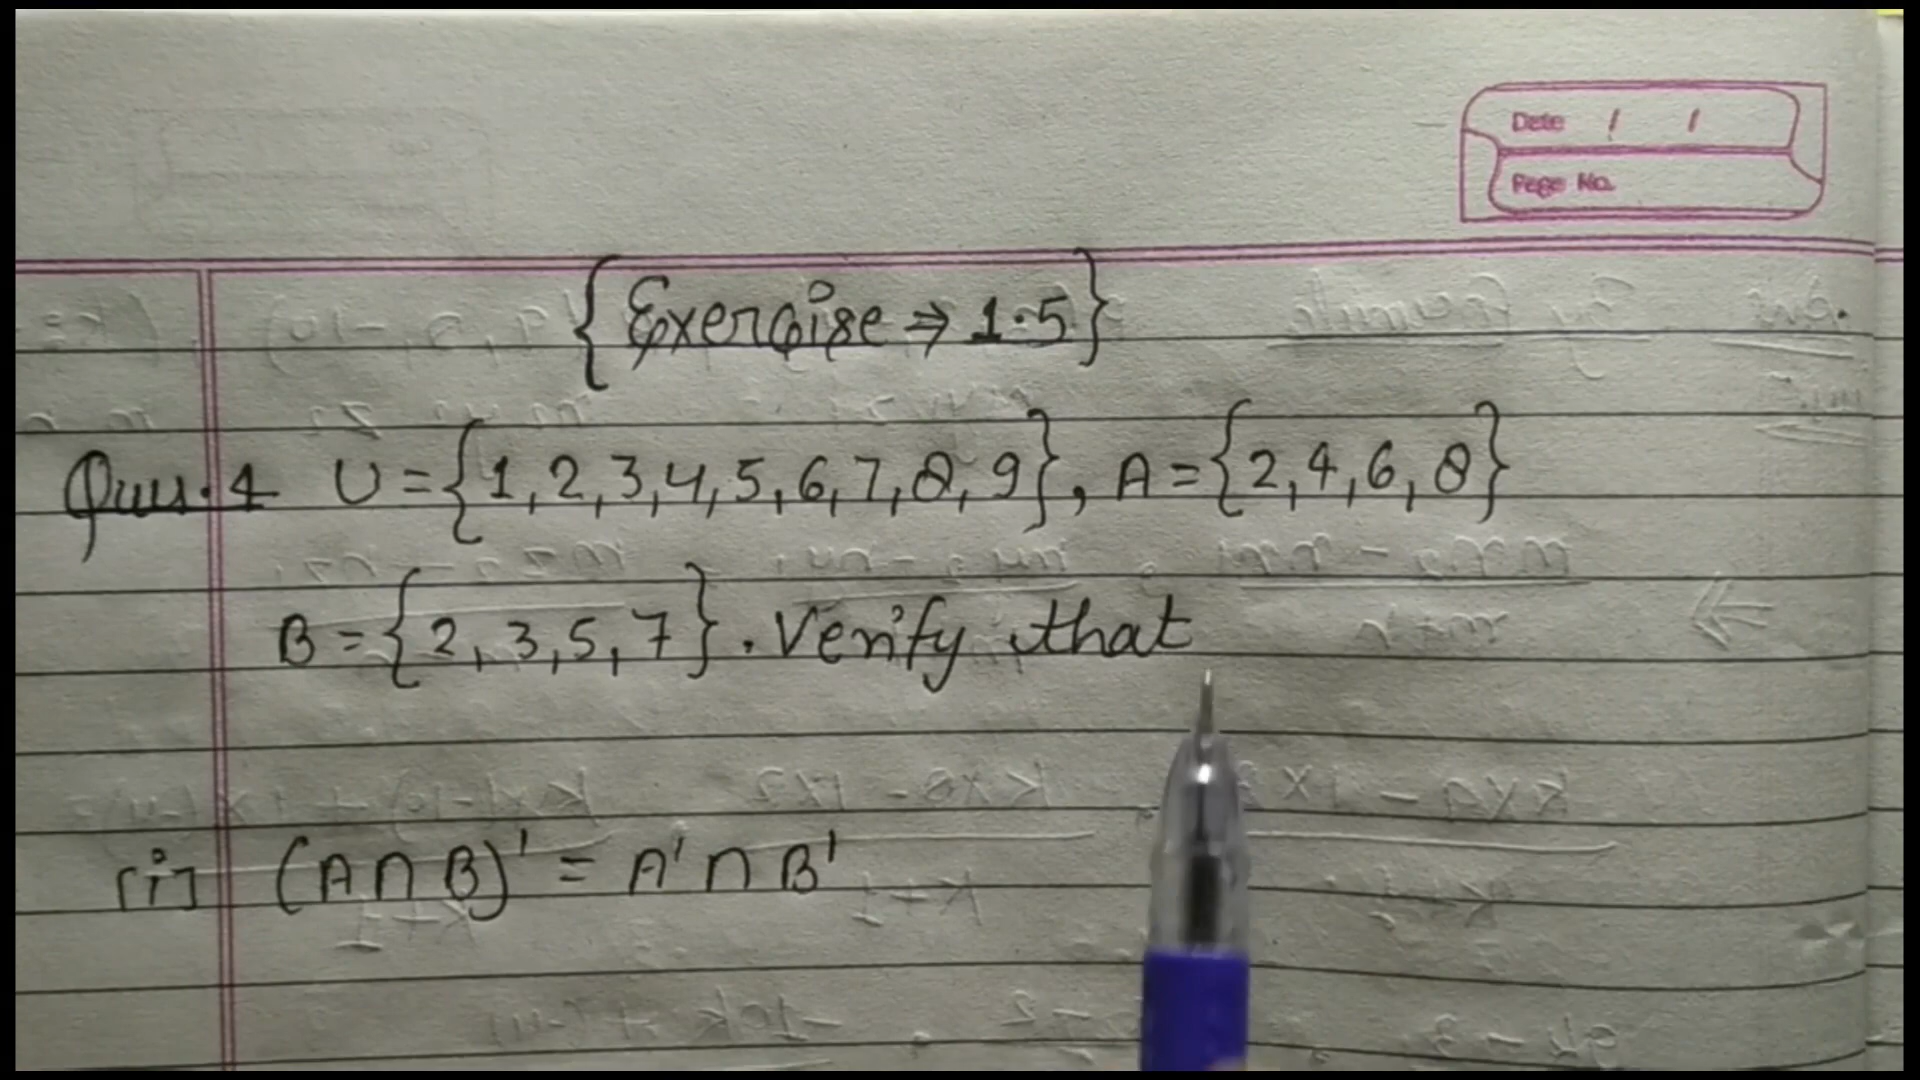 Date / /
Page No.
{Exercise ⇒ 1.5}
Ques.4 U = {1, 2, 3, 4, 5, 6, 7, 8, 9}, A = {2, 4, 6, 8}
B = {2, 3, 5, 7}. Verify that
[i] (A ∩ B)' = A' ∩ B'